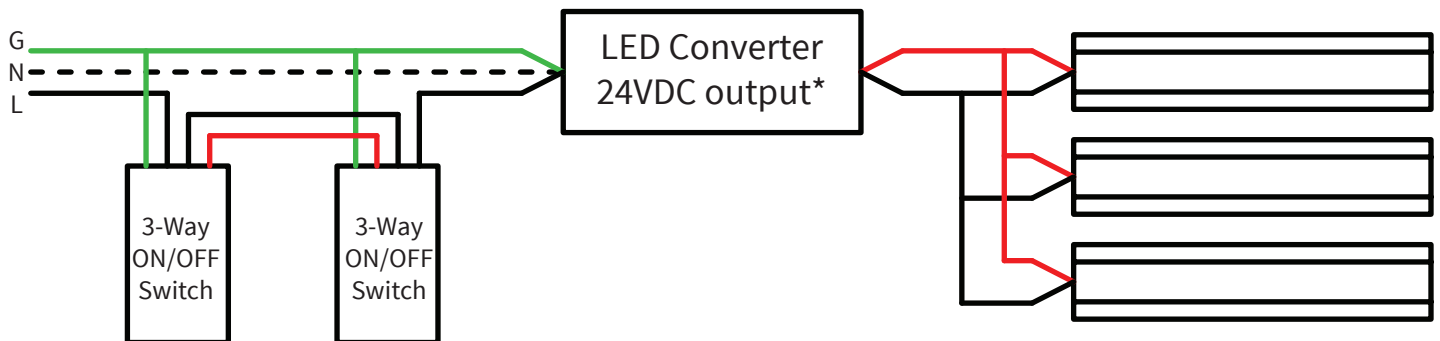 G
N
L
LED Converter
24VDC output*
3-Way
ON/OFF
Switch
3-Way
ON/OFF
Switch